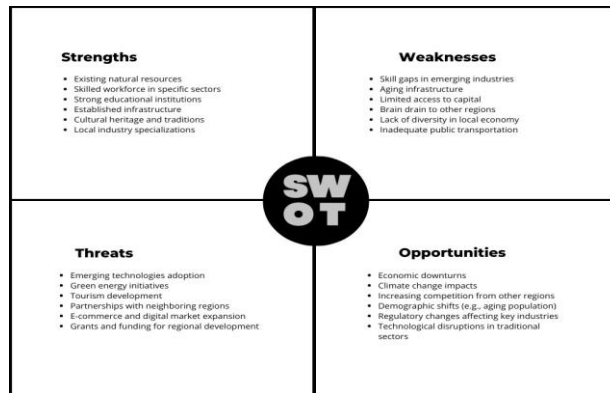 Strengths
• Existing natural resources
• Skilled workforce in specific sectors
• Strong educational institutions
• Established infrastructure
• Cultural heritage and traditions
• Local industry specializations
Weaknesses
• Skill gaps in emerging industries
• Aging infrastructure
• Limited access to capital
• Brain drain to other regions
• Lack of diversity in local economy
• Inadequate public transportation
SW
OT
Threats
• Emerging technologies adoption
• Green energy initiatives
• Tourism development
• Partnerships with neighboring regions
• E-commerce and digital market expansion
• Grants and funding for regional development
Opportunities
• Economic downturns
• Climate change impacts
• Increasing competition from other regions
• Demographic shifts (e.g., aging population)
• Regulatory changes affecting key industries
• Technological disruptions in traditional
sectors